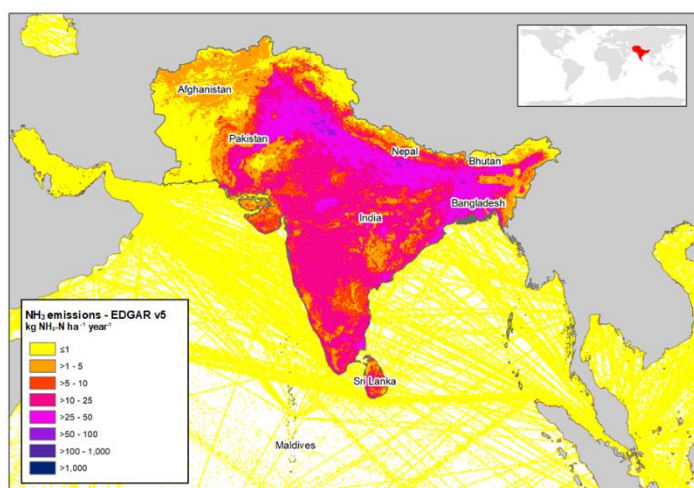 Afghanistan
Pakistan
Nepal
Bhutan
Bangladesh
India
Sri Lanka
Maldives
NH₃ emissions - EDGAR v5
kg NH₃-N ha⁻¹ year⁻¹
≤1
>1 - 5
>5 - 10
>10 - 25
>25 - 50
>50 - 100
>100 - 1,000
>1,000